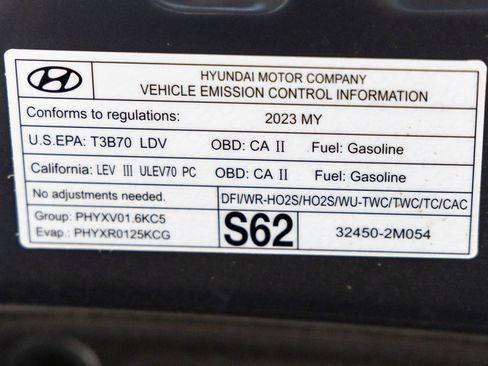 HYUNDAI MOTOR COMPANY
VEHICLE EMISSION CONTROL INFORMATION
Conforms to regulations: 2023 MY
U.S.EPA: T3B70 LDV OBD: CA II Fuel: Gasoline
California: LEV III ULEV70 PC OBD: CA II Fuel: Gasoline
No adjustments needed. DFI/WR-HO2S/HO2S/WU-TWC/TWC/TC/CAC
Group: PHYXV01.6KC5
Evap.: PHYXR0125KCG
S62
32450-2M054